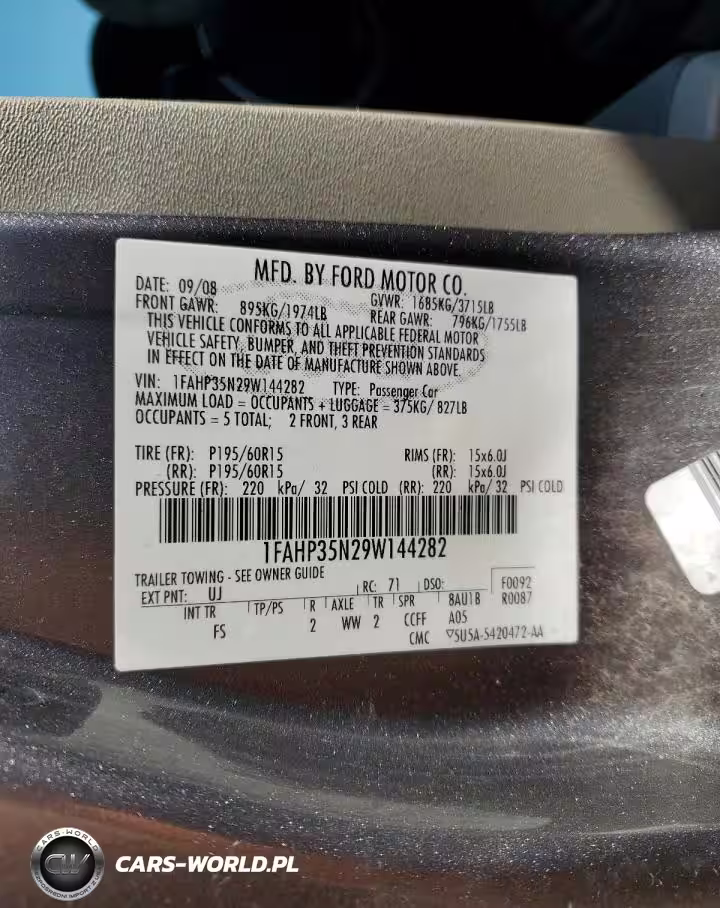 MFD. BY FORD MOTOR CO.
DATE: 09/08 GVWR: 1685KG/3715LB
FRONT GAWR: 895KG/1974LB REAR GAWR: 796KG/1755LB
THIS VEHICLE CONFORMS TO ALL APPLICABLE FEDERAL MOTOR
VEHICLE SAFETY, BUMPER, AND THEFT PREVENTION STANDARDS
IN EFFECT ON THE DATE OF MANUFACTURE SHOWN ABOVE.
VIN: 1FAHP35N29W144282 TYPE: Passenger Car
MAXIMUM LOAD = OCCUPANTS + LUGGAGE = 375KG/ 827LB
OCCUPANTS = 5 TOTAL; 2 FRONT, 3 REAR
TIRE (FR): P195/60R15 RIMS (FR): 15x6.0J
(RR): P195/60R15 (RR): 15x6.0J
PRESSURE (FR): 220 kPa/ 32 PSI COLD (RR): 220 kPa/ 32 PSI COLD
1FAHP35N29W144282
TRAILER TOWING - SEE OWNER GUIDE
EXT PNT: UJ RC: 71 DSO: F0092
INT TR TP/PS R AXLE TR SPR 8AU1B R0087
FS 2 WW 2 CCFF A05
CMC ▽5U5A-5420472-AA
CARS-WORLD
CW
CARS-WORLD.PL